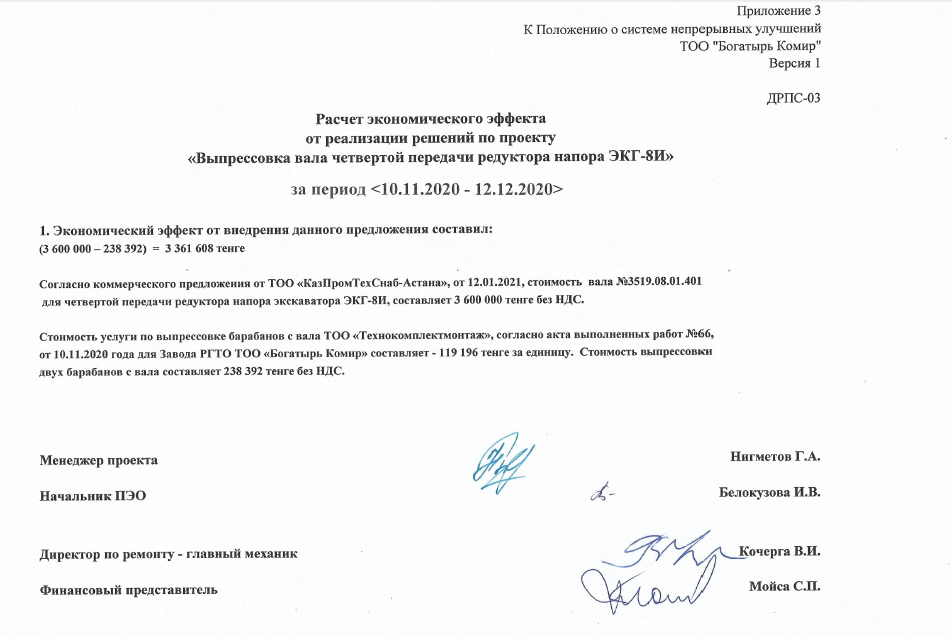 Приложение 3
К Положению о системе непрерывных улучшений
ТОО "Богатырь Комир"
Версия 1
ДРПС-03
Расчет экономического эффекта
от реализации решений по проекту
«Выпрессовка вала четвертой передачи редуктора напора ЭКГ-8И»
за период <10.11.2020 - 12.12.2020>
1. Экономический эффект от внедрения данного предложения составил:
(3 600 000 – 238 392) = 3 361 608 тенге
Согласно коммерческого предложения от ТОО «КазПромТехСнаб-Астана», от 12.01.2021, стоимость вала №3519.08.01.401
для четвертой передачи редуктора напора экскаватора ЭКГ-8И, составляет 3 600 000 тенге без НДС.
Стоимость услуги по выпрессовке барабанов с вала ТОО «Технокомплектмонтаж», согласно акта выполненных работ №66,
от 10.11.2020 года для Завода РГТО ТОО «Богатырь Комир» составляет - 119 196 тенге за единицу. Стоимость выпрессовки
двух барабанов с вала составляет 238 392 тенге без НДС.
Менеджер проекта Нигметов Г.А.
Начальник ПЭО Белокузова И.В.
Директор по ремонту - главный механик Кочерга В.И.
Финансовый представитель Мойса С.П.